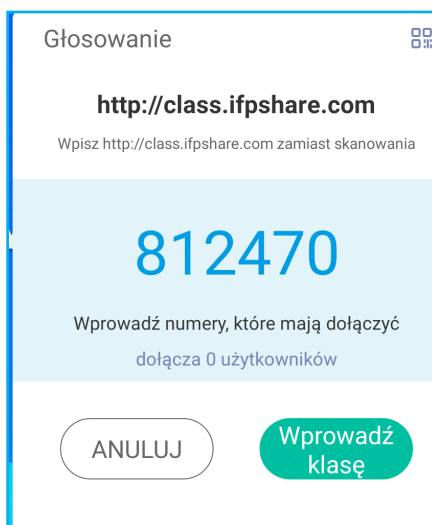 Głosowanie
http://class.ifpshare.com
Wpisz http://class.ifpshare.com zamiast skanowania
812470
Wprowadź numery, które mają dołączyć
dołącza 0 użytkowników
ANULUJ
Wprowadź
klasę